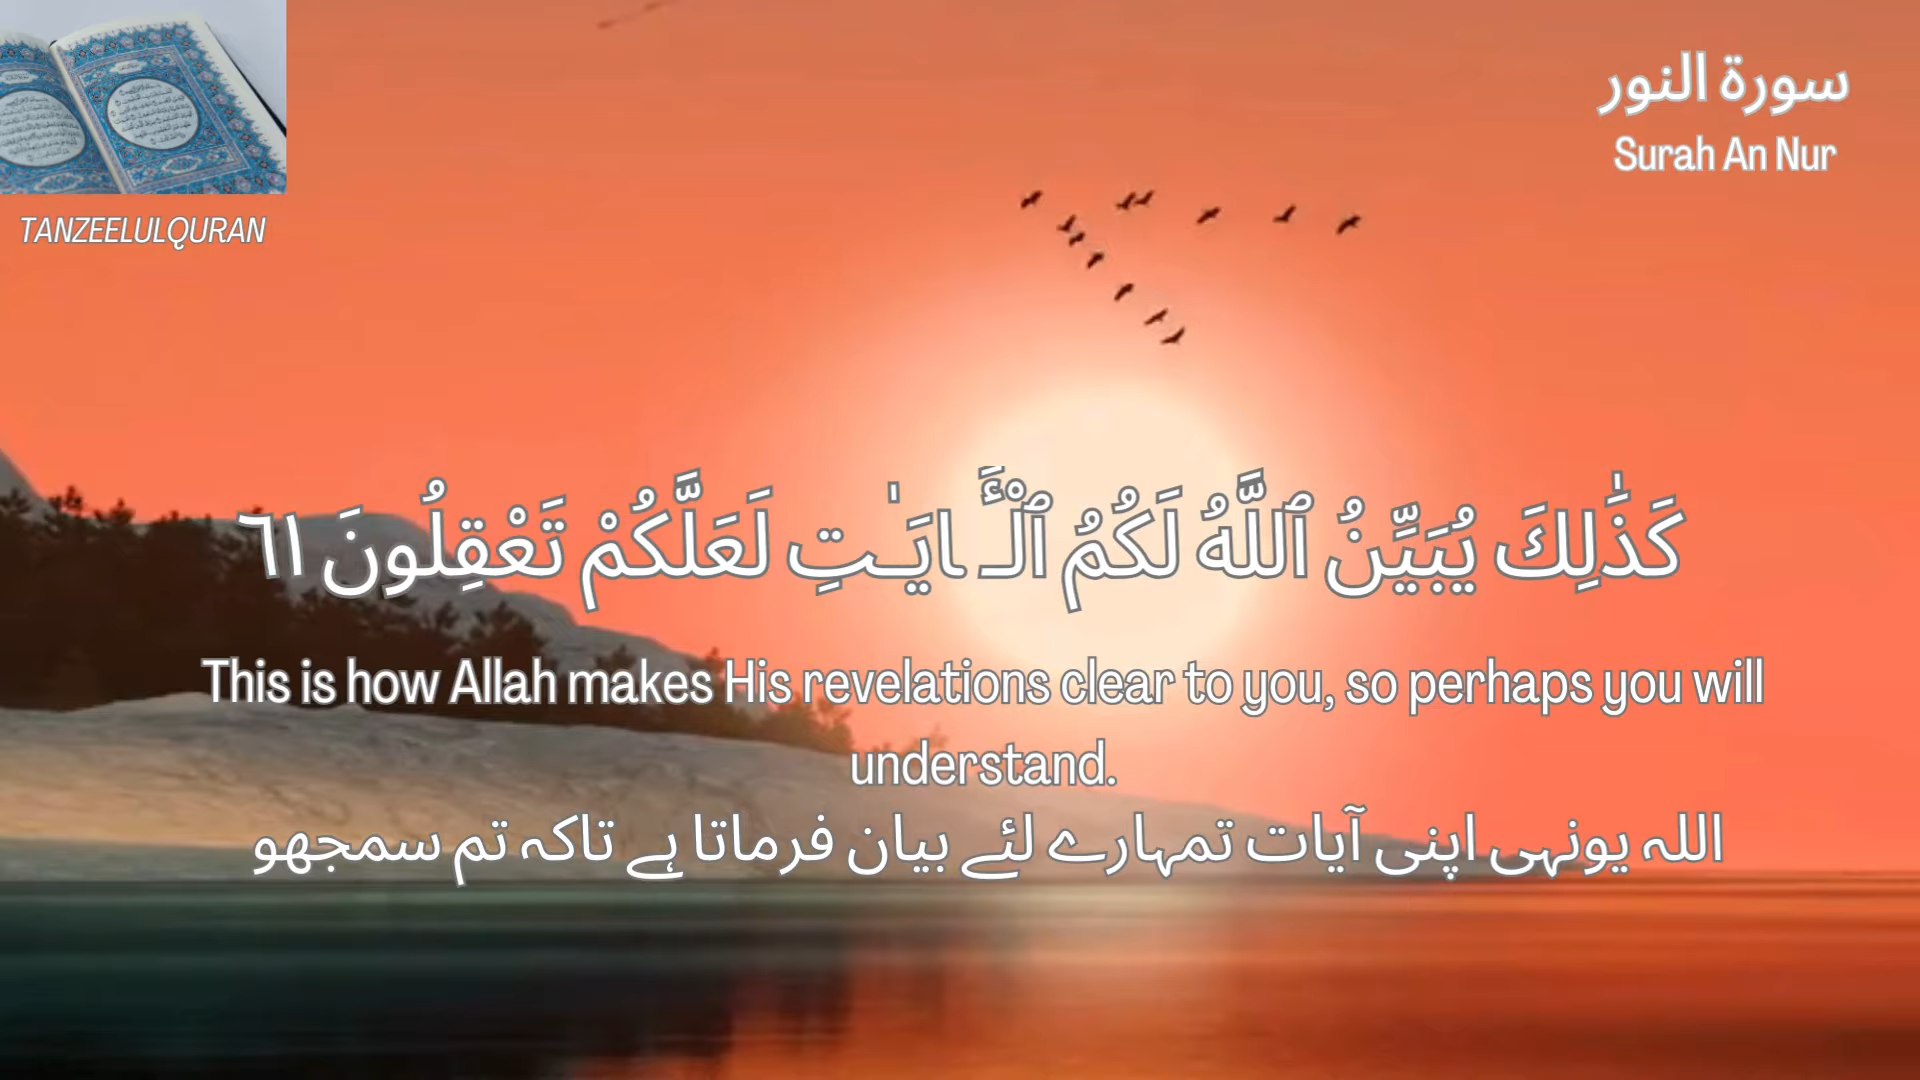 سورة النور
Surah An Nur
TANZEELULQURAN
كَذَٰلِكَ يُبَيِّنُ ٱللَّهُ لَكُمُ ٱلْـَٔايَـٰتِ لَعَلَّكُمْ تَعْقِلُونَ ٦١
This is how Allah makes His revelations clear to you, so perhaps you will
understand.
اللہ یونہی اپنی آیات تمہارے لئے بیان فرماتا ہے تاکہ تم سمجھو